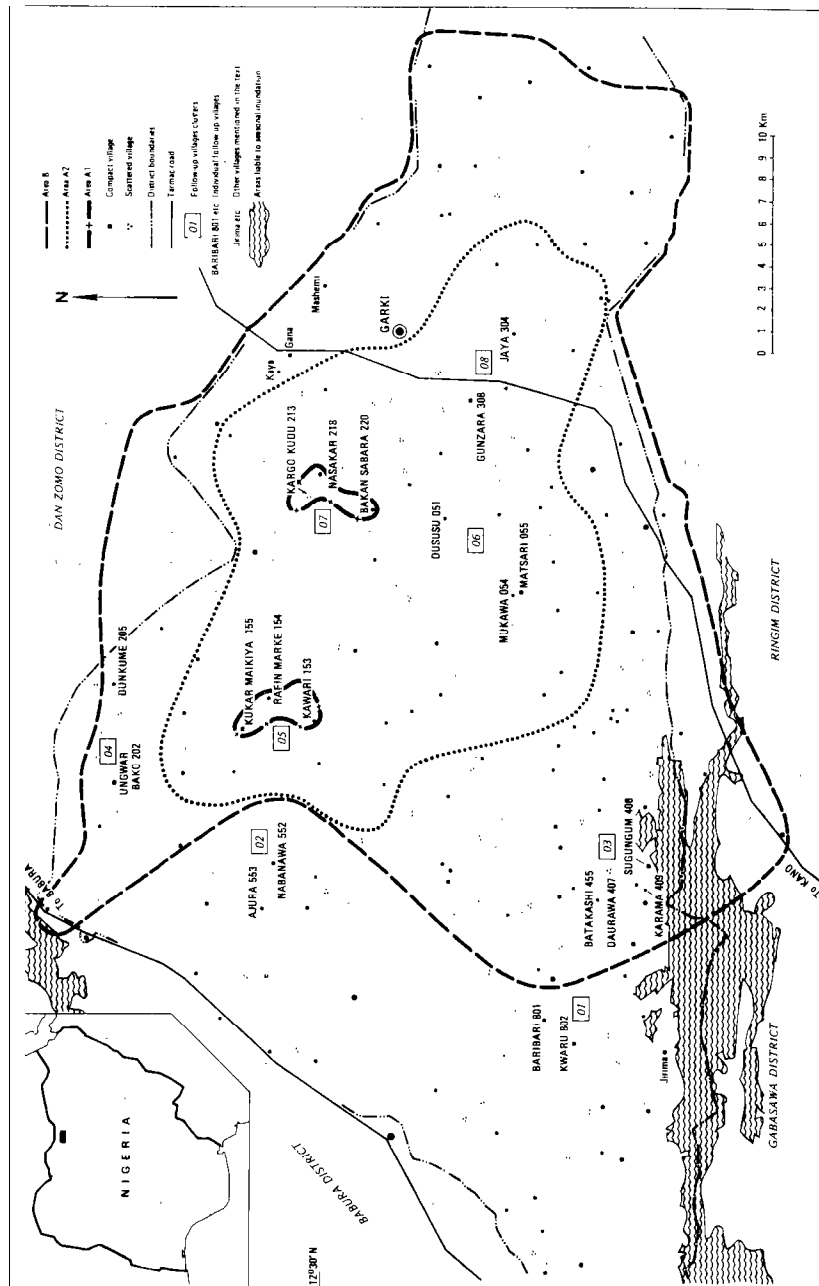 Area B
Area A2
Area A1
Compact village
Scattered village
District boundaries
Tarmac road
01 Follow-up villages clusters
BARIBARI 801 etc Individual follow up villages
Jirima etc Other villages mentioned in the text
Areas liable to seasonal inundation
N
NIGERIA
12°30'N
To BABURA
BABURA DISTRICT
DAN ZOMO DISTRICT
04
UNGWAR
BAKO 202
DUNKUME 205
02
AJURA 553
NABANAWA 552
05
KUKAR MAIKIYA 155
RAFIN MARKE 154
KAWARI 153
07
KARGO KUDU 213
NASAKAR 218
BAKAN SABARA 220
Kaya
Gana
Mashemi
GARKI
06
DUSUSU 051
MUKAWA 054
MATSARI 055
08
GUNZARA 308
JAYA 304
01
BARIBARI 801
KWARU 802
03
BATAKASHI 455
DAURAWA 407
SUGUNGUM 408
KARAMA 409
Jirima
To KANO
GABASAWA DISTRICT
RINGIM DISTRICT
0 1 2 3 4 5 6 7 8 9 10 Km